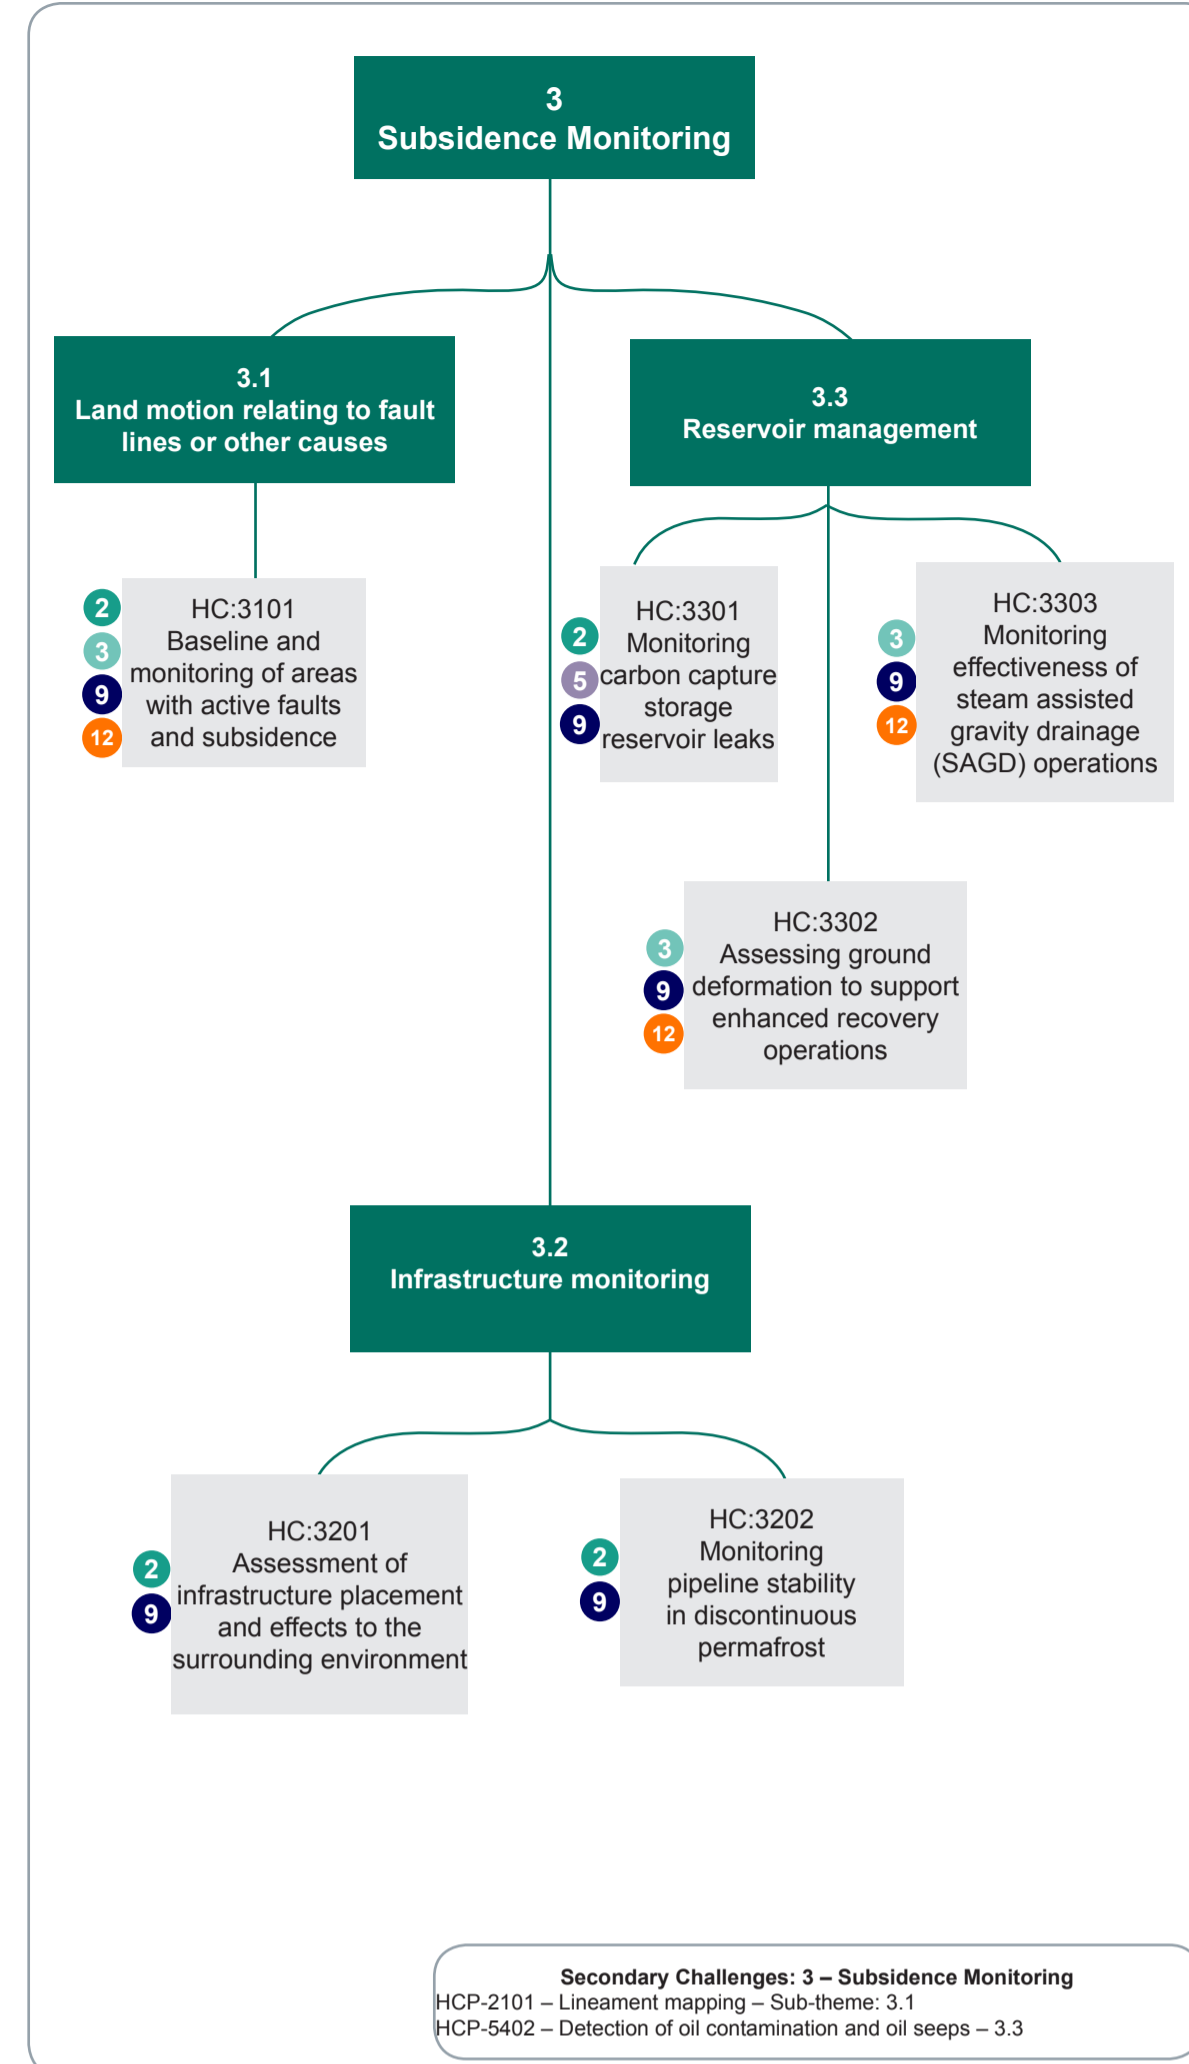 3
Subsidence Monitoring
3.1
Land motion relating to fault
lines or other causes
3.3
Reservoir management
2
3
9
12
HC:3101
Baseline and
monitoring of areas
with active faults
and subsidence
2
5
9
HC:3301
Monitoring
carbon capture
storage
reservoir leaks
3
9
12
HC:3303
Monitoring
effectiveness of
steam assisted
gravity drainage
(SAGD) operations
3
9
12
HC:3302
Assessing ground
deformation to support
enhanced recovery
operations
3.2
Infrastructure monitoring
2
9
HC:3201
Assessment of
infrastructure placement
and effects to the
surrounding environment
2
9
HC:3202
Monitoring
pipeline stability
in discontinuous
permafrost
Secondary Challenges: 3 – Subsidence Monitoring
HCP-2101 – Lineament mapping – Sub-theme: 3.1
HCP-5402 – Detection of oil contamination and oil seeps – 3.3